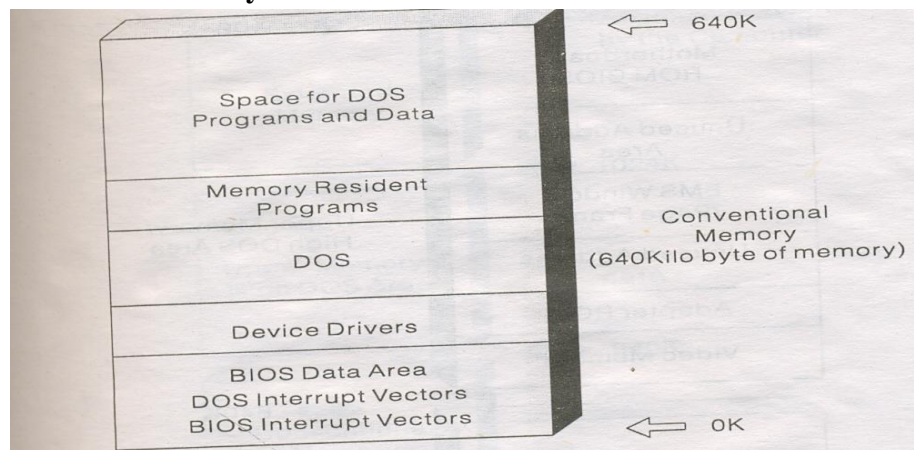 640K
Space for DOS
Programs and Data
Memory Resident
Programs
Conventional
Memory
(640Kilo byte of memory)
DOS
Device Drivers
BIOS Data Area
DOS Interrupt Vectors
BIOS Interrupt Vectors
0K